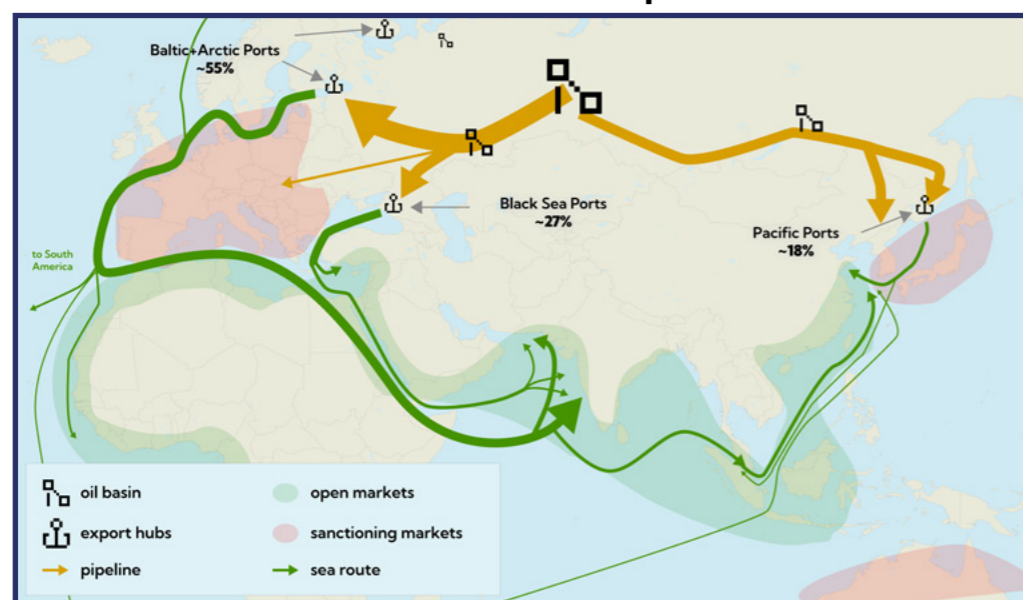 Baltic+Arctic Ports
~55%
Black Sea Ports
~27%
Pacific Ports
~18%
to South
America
oil basin
open markets
export hubs
sanctioning markets
pipeline
sea route